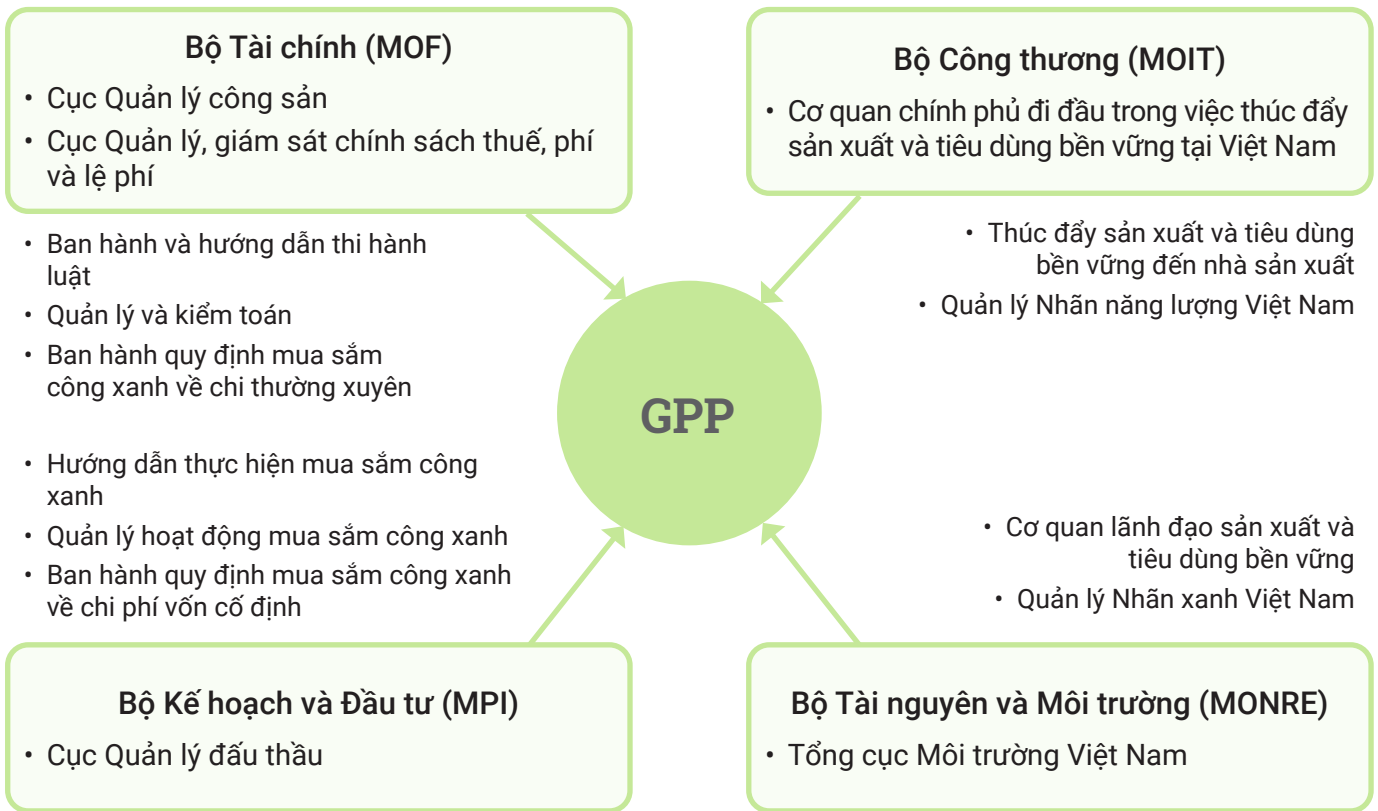 Bộ Tài chính (MOF)
• Cục Quản lý công sản
• Cục Quản lý, giám sát chính sách thuế, phí
và lệ phí
Bộ Công thương (MOIT)
• Cơ quan chính phủ đi đầu trong việc thúc đẩy
sản xuất và tiêu dùng bền vững tại Việt Nam
• Ban hành và hướng dẫn thi hành
luật
• Quản lý và kiểm toán
• Ban hành quy định mua sắm
công xanh về chi thường xuyên
• Thúc đẩy sản xuất và tiêu dùng
bền vững đến nhà sản xuất
• Quản lý Nhãn năng lượng Việt Nam
GPP
• Hướng dẫn thực hiện mua sắm công
xanh
• Quản lý hoạt động mua sắm công xanh
• Ban hành quy định mua sắm công xanh
về chi phí vốn cố định
• Cơ quan lãnh đạo sản xuất và
tiêu dùng bền vững
• Quản lý Nhãn xanh Việt Nam
Bộ Kế hoạch và Đầu tư (MPI)
• Cục Quản lý đấu thầu
Bộ Tài nguyên và Môi trường (MONRE)
• Tổng cục Môi trường Việt Nam